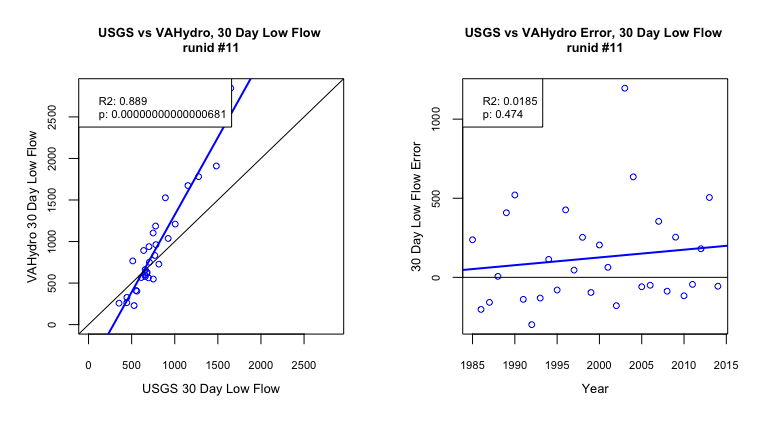 USGS vs VAHydro, 30 Day Low Flow
runid #11
R2: 0.889
p: 0.00000000000000681
VAHydro 30 Day Low Flow
0
500
1000
1500
2000
2500
0
500
1000
1500
2000
2500
USGS 30 Day Low Flow
USGS vs VAHydro Error, 30 Day Low Flow
runid #11
R2: 0.0185
p: 0.474
30 Day Low Flow Error
0
500
1000
1985
1990
1995
2000
2005
2010
2015
Year